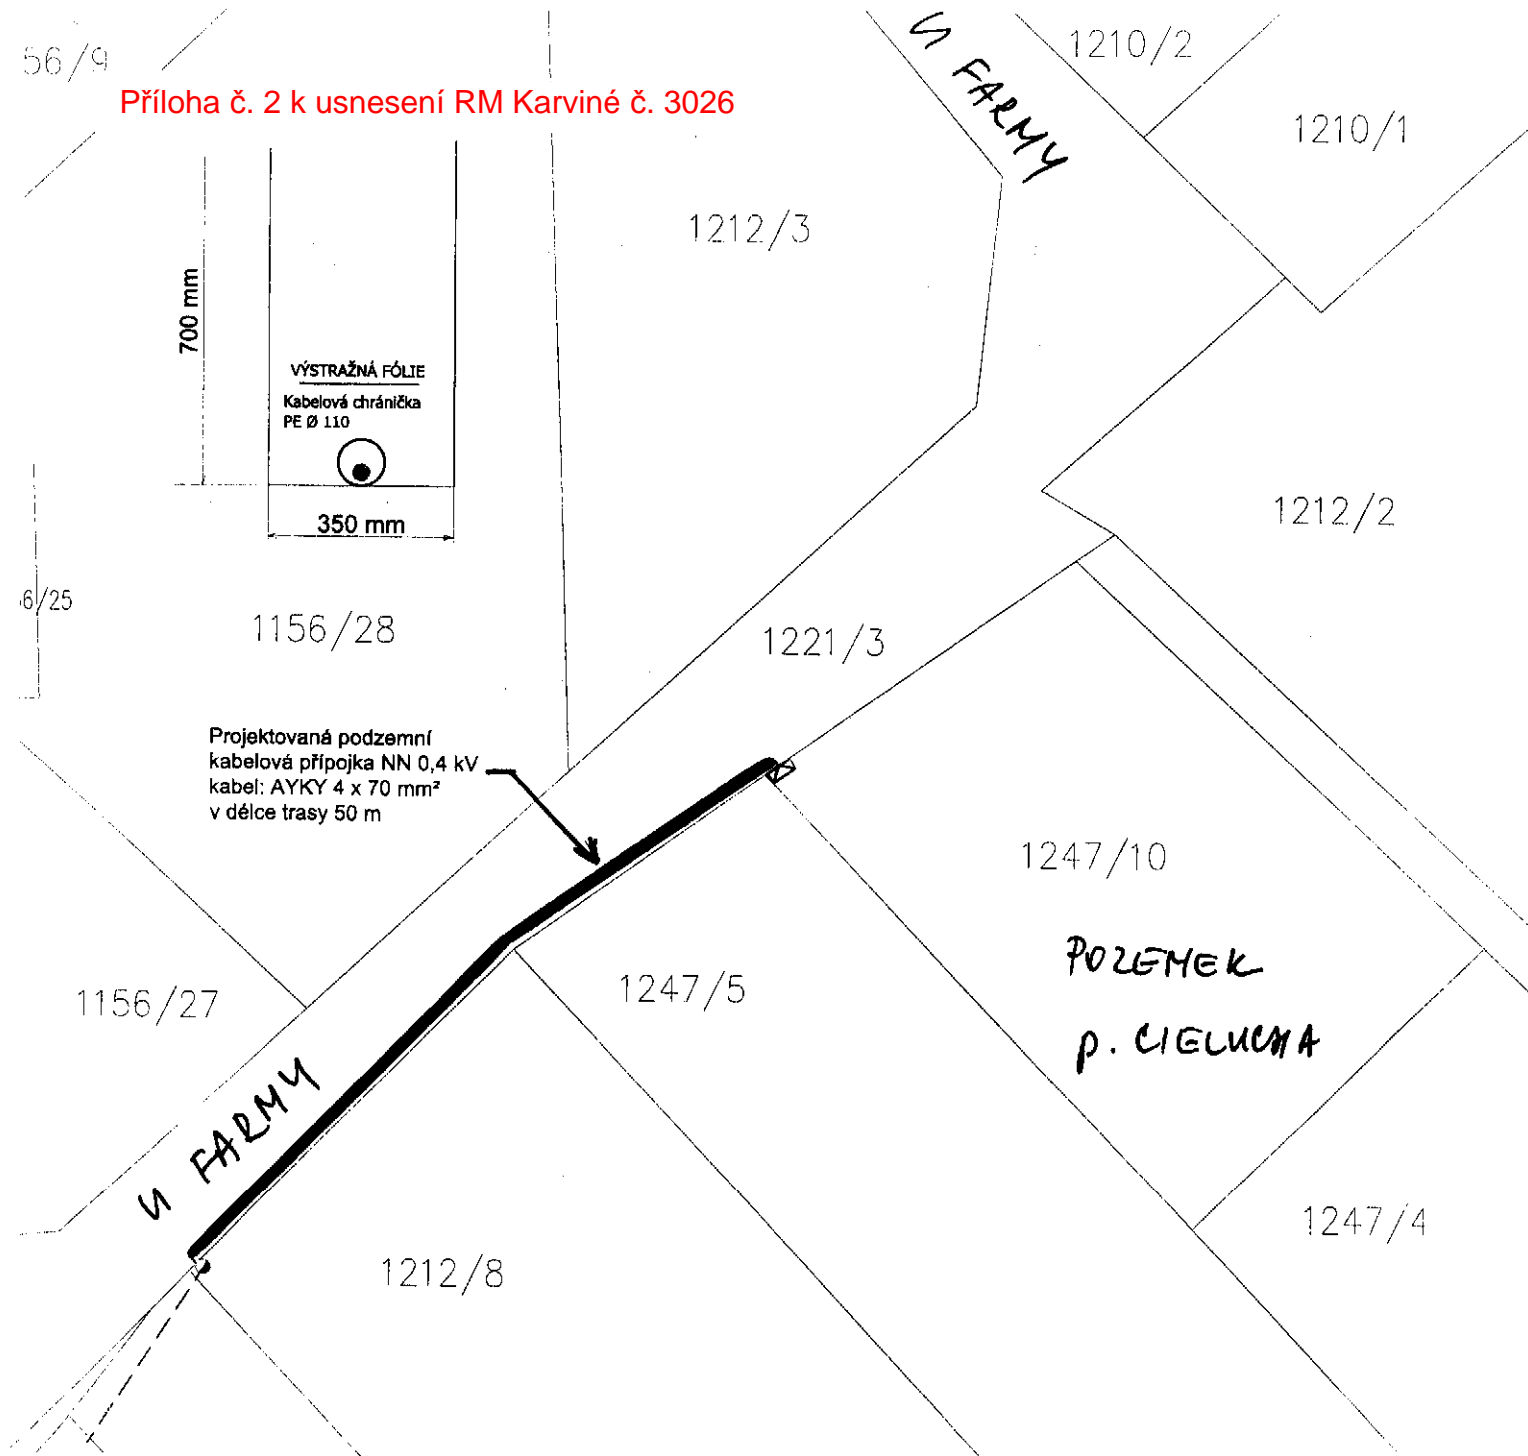 56/9
Příloha č. 2 k usnesení RM Karviné č. 3026
U FARMY
1210/2
1210/1
1212/3
700 mm
VÝSTRAŽNÁ FÓLIE
Kabelová chránička
PE Ø 110
350 mm
1212/2
6/25
1156/28
1221/3
Projektovaná podzemní
kabelová přípojka NN 0,4 kV
kabel: AYKY 4 x 70 mm²
v délce trasy 50 m
1247/10
POZEMEK
p. CIELUCHA
1247/5
1156/27
U FARMY
1212/8
1247/4